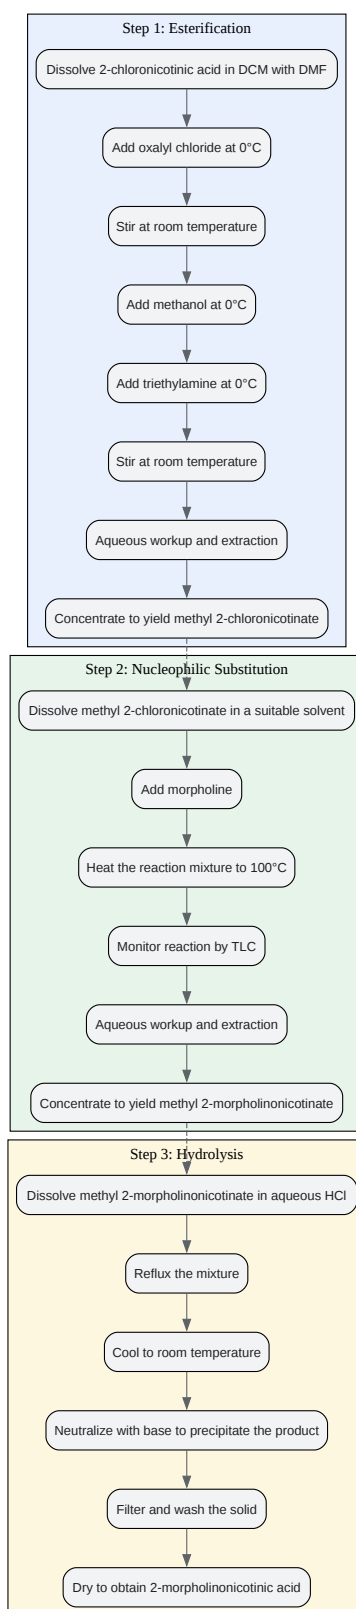 Step 1: Esterification
Dissolve 2-chloronicotinic acid in DCM with DMF
Add oxalyl chloride at 0°C
Stir at room temperature
Add methanol at 0°C
Add triethylamine at 0°C
Stir at room temperature
Aqueous workup and extraction
Concentrate to yield methyl 2-chloronicotinate
Step 2: Nucleophilic Substitution
Dissolve methyl 2-chloronicotinate in a suitable solvent
Add morpholine
Heat the reaction mixture to 100°C
Monitor reaction by TLC
Aqueous workup and extraction
Concentrate to yield methyl 2-morpholinonicotinate
Step 3: Hydrolysis
Dissolve methyl 2-morpholinonicotinate in aqueous HCl
Reflux the mixture
Cool to room temperature
Neutralize with base to precipitate the product
Filter and wash the solid
Dry to obtain 2-morpholinonicotinic acid